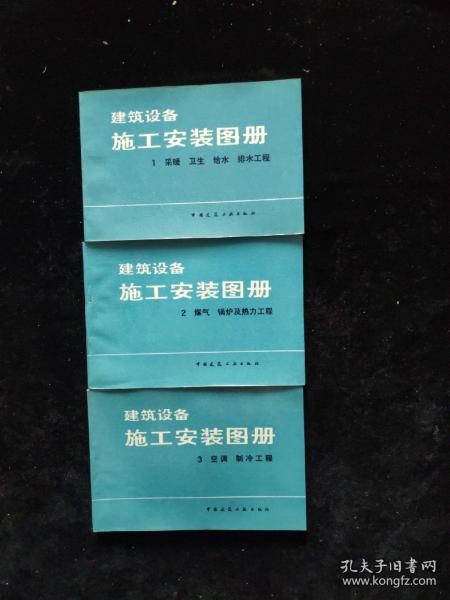 建筑设备
施工安装图册
1 采暖 卫生 给水 排水工程
中国建筑工业出版社
建筑设备
施工安装图册
2 煤气 锅炉及热力工程
中国建筑工业出版社
建筑设备
施工安装图册
3 空调 制冷工程
中国建筑工业出版社
孔夫子旧书网
www.kongfz.com